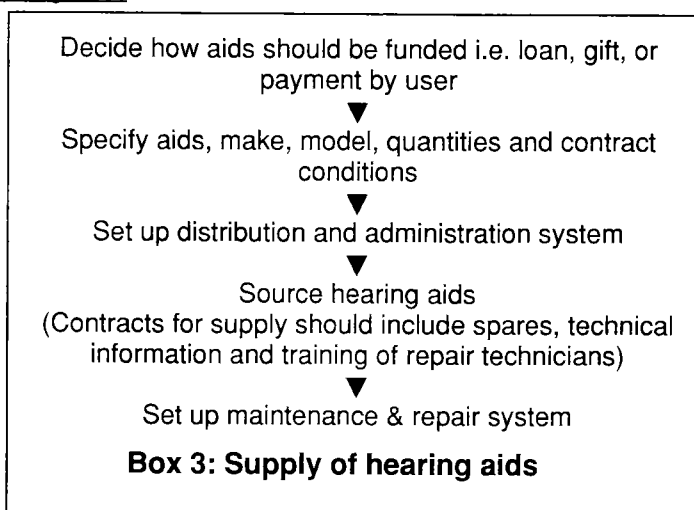 Decide how aids should be funded i.e. loan, gift, or
payment by user
▼
Specify aids, make, model, quantities and contract
conditions
▼
Set up distribution and administration system
▼
Source hearing aids
(Contracts for supply should include spares, technical
information and training of repair technicians)
▼
Set up maintenance & repair system
Box 3: Supply of hearing aids